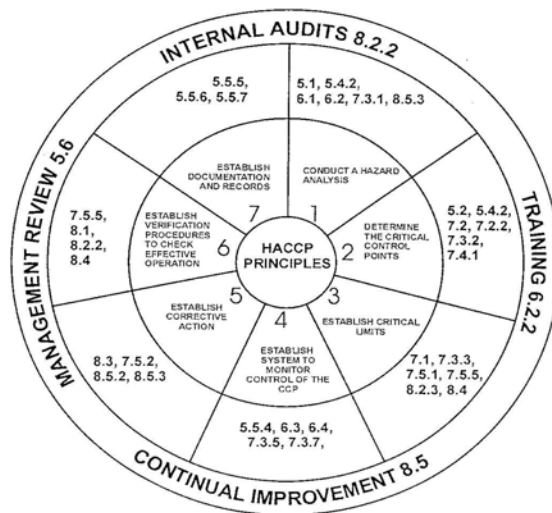 INTERNAL AUDITS 8.2.2
TRAINING 6.2.2
CONTINUAL IMPROVEMENT 8.5
MANAGEMENT REVIEW 5.6
HACCP
PRINCIPLES
1
CONDUCT A HAZARD
ANALYSIS
5.1, 5.4.2,
6.1, 6.2, 7.3.1, 8.5.3
2
DETERMINE
THE CRITICAL
CONTROL
POINTS
5.2, 5.4.2,
7.2, 7.2.2,
7.3.2,
7.4.1
3
ESTABLISH CRITICAL
LIMITS
7.1, 7.3.3,
7.5.1, 7.5.5,
8.2.3, 8.4
4
ESTABLISH
SYSTEM TO
MONITOR
CONTROL OF THE
CCP
5.5.4, 6.3, 6.4,
7.3.5, 7.3.7,
5
ESTABLISH
CORRECTIVE
ACTION
8.3, 7.5.2,
8.5.2, 8.5.3
6
ESTABLISH
VERIFICATION
PROCEDURES
TO CHECK
EFFECTIVE
OPERATION
7.5.5,
8.1,
8.2.2,
8.4
7
ESTABLISH
DOCUMENTATION
AND RECORDS
5.5.5,
5.5.6, 5.5.7